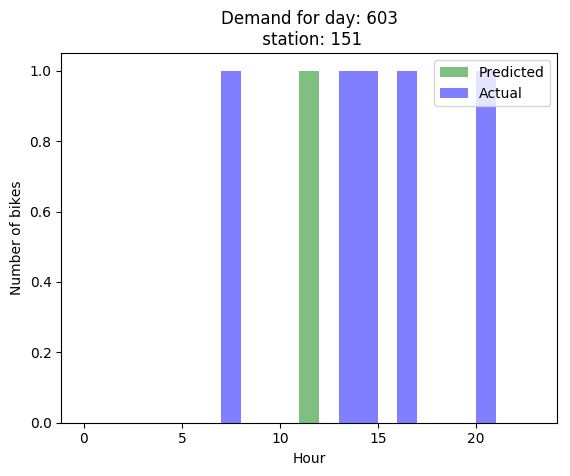 Demand for day: 603
station: 151
Predicted
Actual
Number of bikes
1.0
0.8
0.6
0.4
0.2
0.0
0
5
10
15
20
Hour